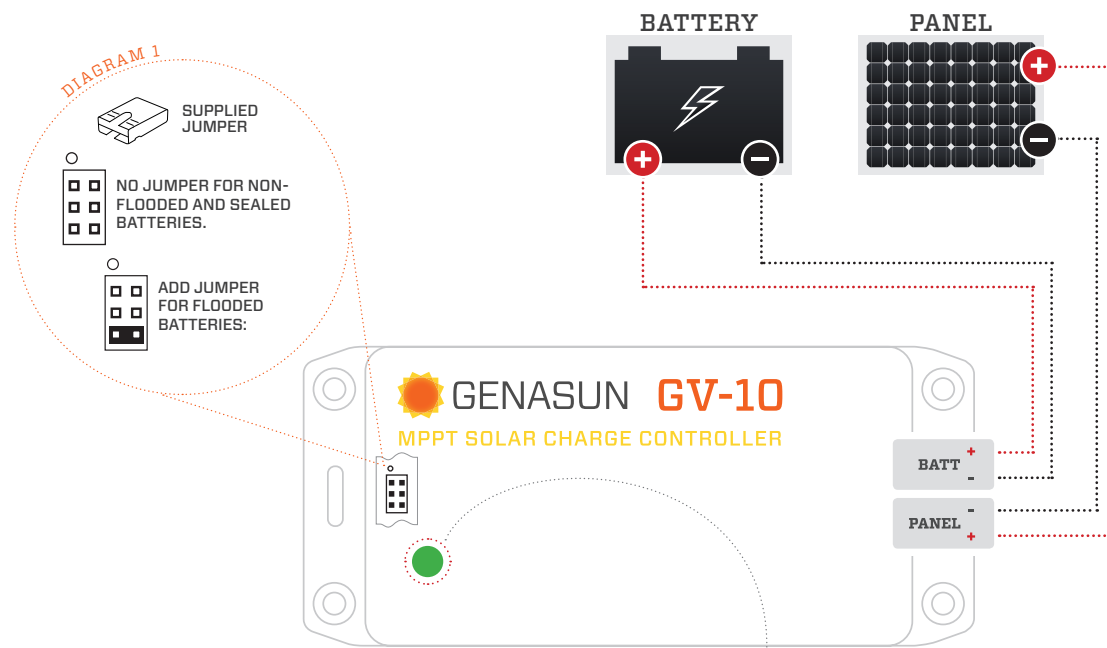 DIAGRAM 1
SUPPLIED
JUMPER
NO JUMPER FOR NON-
FLOODED AND SEALED
BATTERIES.
ADD JUMPER
FOR FLOODED
BATTERIES:
BATTERY
+
-
PANEL
+
-
GENASUN GV-10
MPPT SOLAR CHARGE CONTROLLER
BATT +
-
PANEL -
+